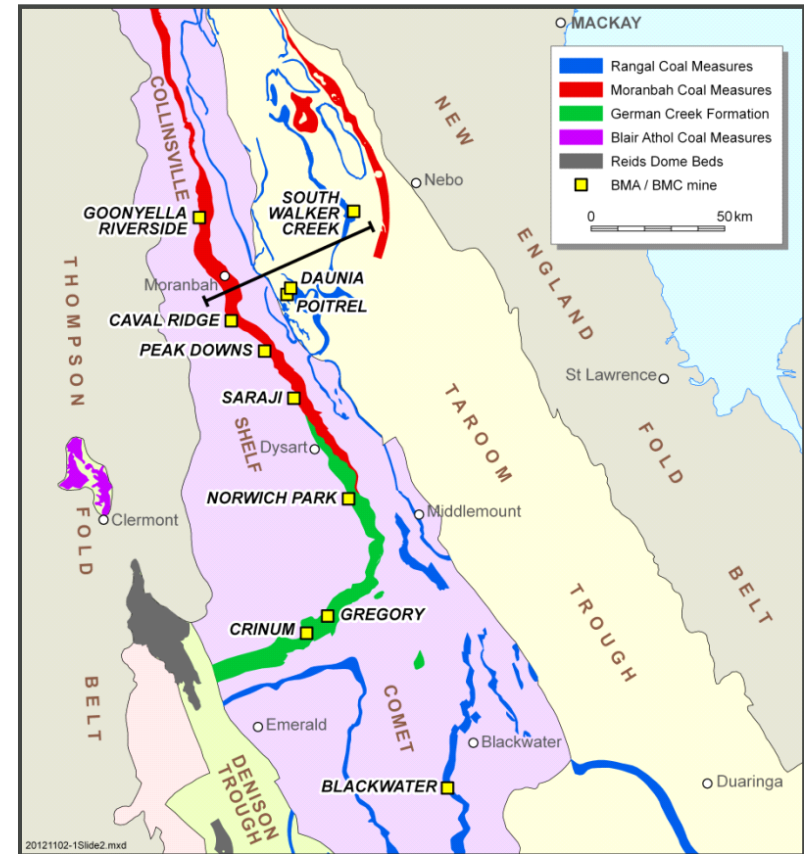 MACKAY
Rangal Coal Measures
Moranbah Coal Measures
German Creek Formation
Blair Athol Coal Measures
Reids Dome Beds
BMA / BMC mine
0 50 km
COLLINSVILLE
SHELF
NEW
ENGLAND
FOLD
BELT
Nebo
SOUTH
WALKER
CREEK
GOONYELLA
RIVERSIDE
Moranbah
DAUNIA
POITREL
THOMPSON
FOLD
BELT
CAVAL RIDGE
PEAK DOWNS
St Lawrence
SARAJI
TAROOM
TROUGH
Dysart
NORWICH PARK
Middlemount
Clermont
GREGORY
CRINUM
COMET
Emerald
Blackwater
DENISON
TROUGH
BLACKWATER
Duaringa
20121102-1Slide2.mxd